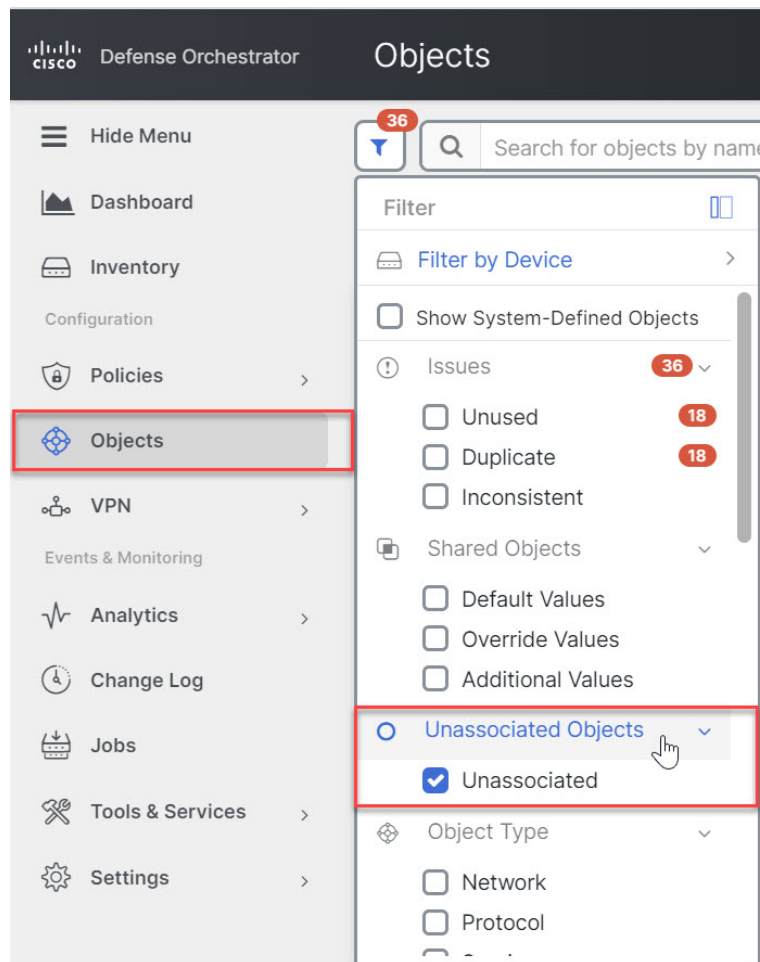 CISCO Defense Orchestrator
Objects
Hide Menu
Dashboard
Inventory
Configuration
Policies
Objects
VPN
Events & Monitoring
Analytics
Change Log
Jobs
Tools & Services
Settings
36
Search for objects by name
Filter
Filter by Device
Show System-Defined Objects
Issues 36
Unused 18
Duplicate 18
Inconsistent
Shared Objects
Default Values
Override Values
Additional Values
Unassociated Objects
Unassociated
Object Type
Network
Protocol